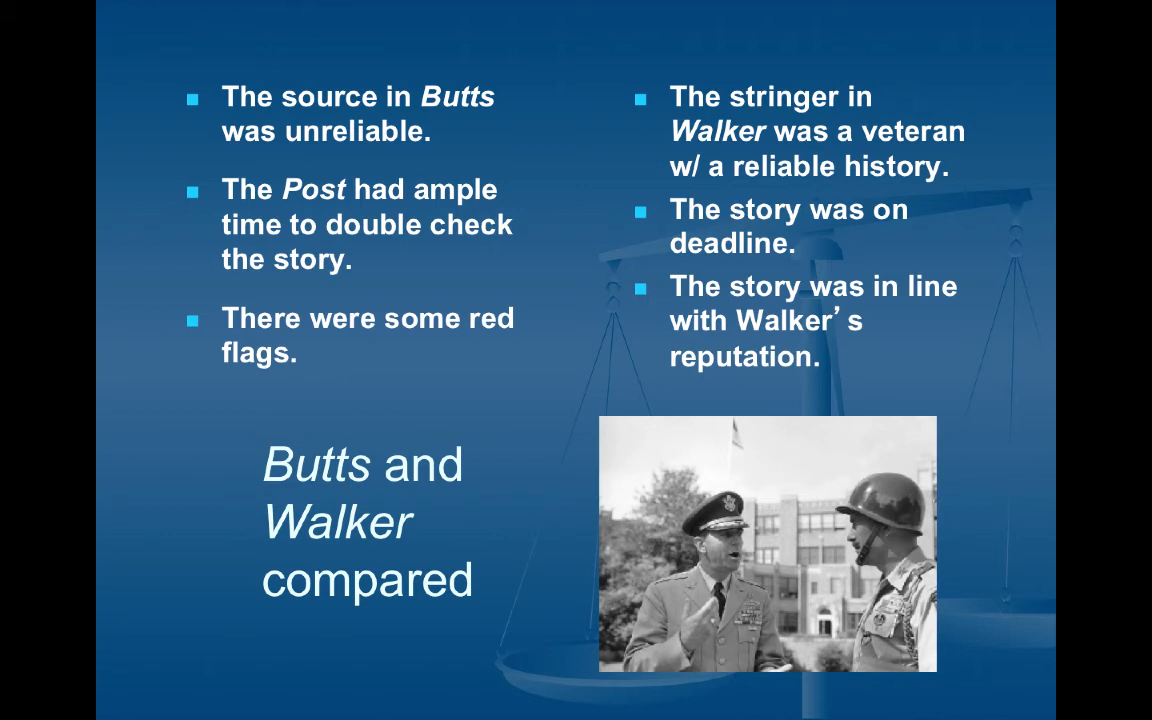 The source in Butts
was unreliable.
The Post had ample
time to double check
the story.
There were some red
flags.
The stringer in
Walker was a veteran
w/ a reliable history.
The story was on
deadline.
The story was in line
with Walker’s
reputation.
Butts and
Walker
compared